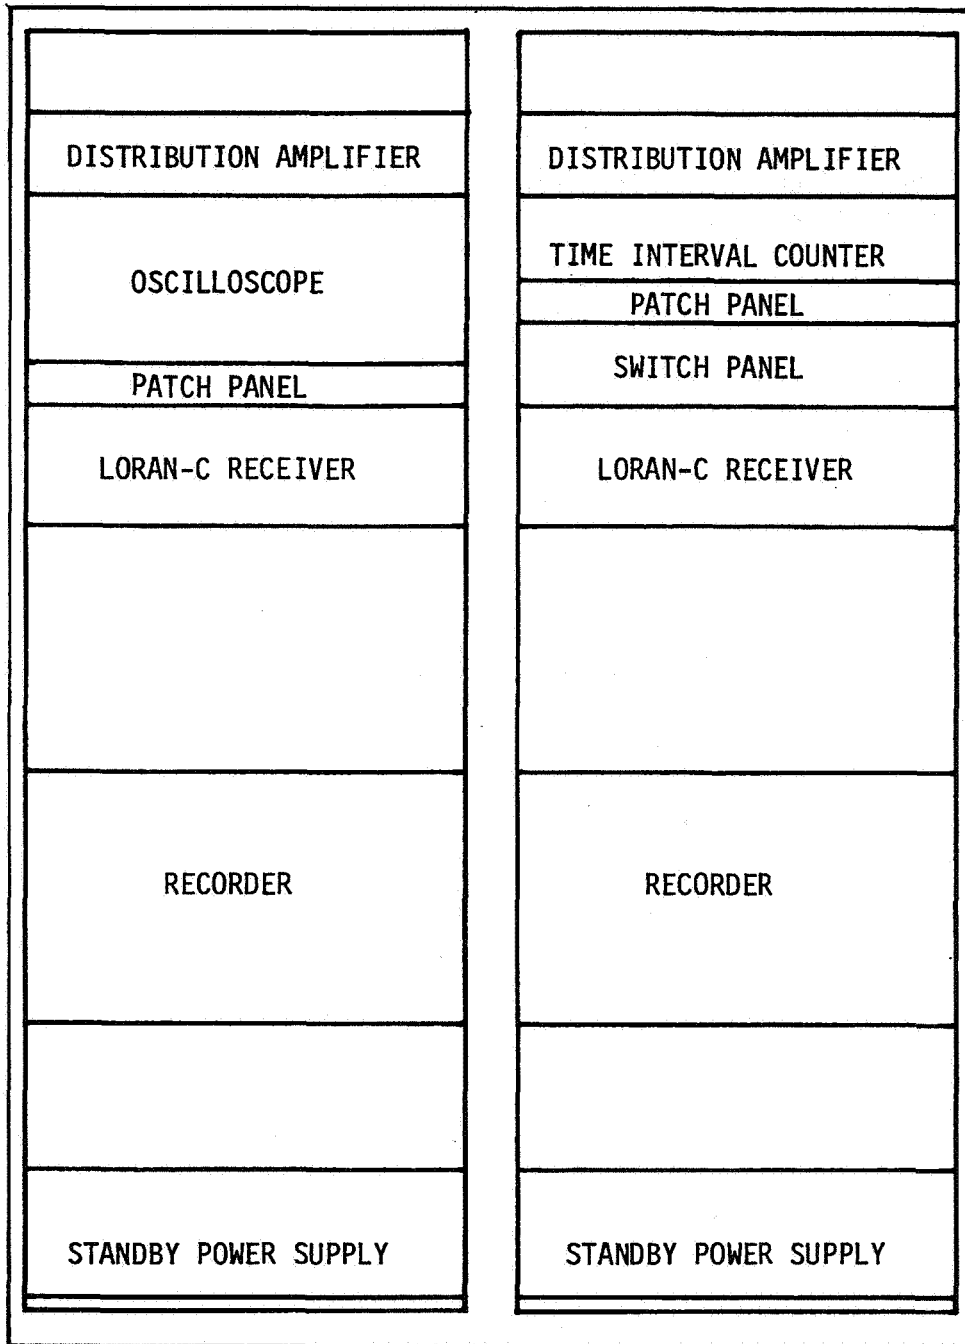 DISTRIBUTION AMPLIFIER
OSCILLOSCOPE
PATCH PANEL
LORAN-C RECEIVER
RECORDER
STANDBY POWER SUPPLY
DISTRIBUTION AMPLIFIER
TIME INTERVAL COUNTER
PATCH PANEL
SWITCH PANEL
LORAN-C RECEIVER
RECORDER
STANDBY POWER SUPPLY